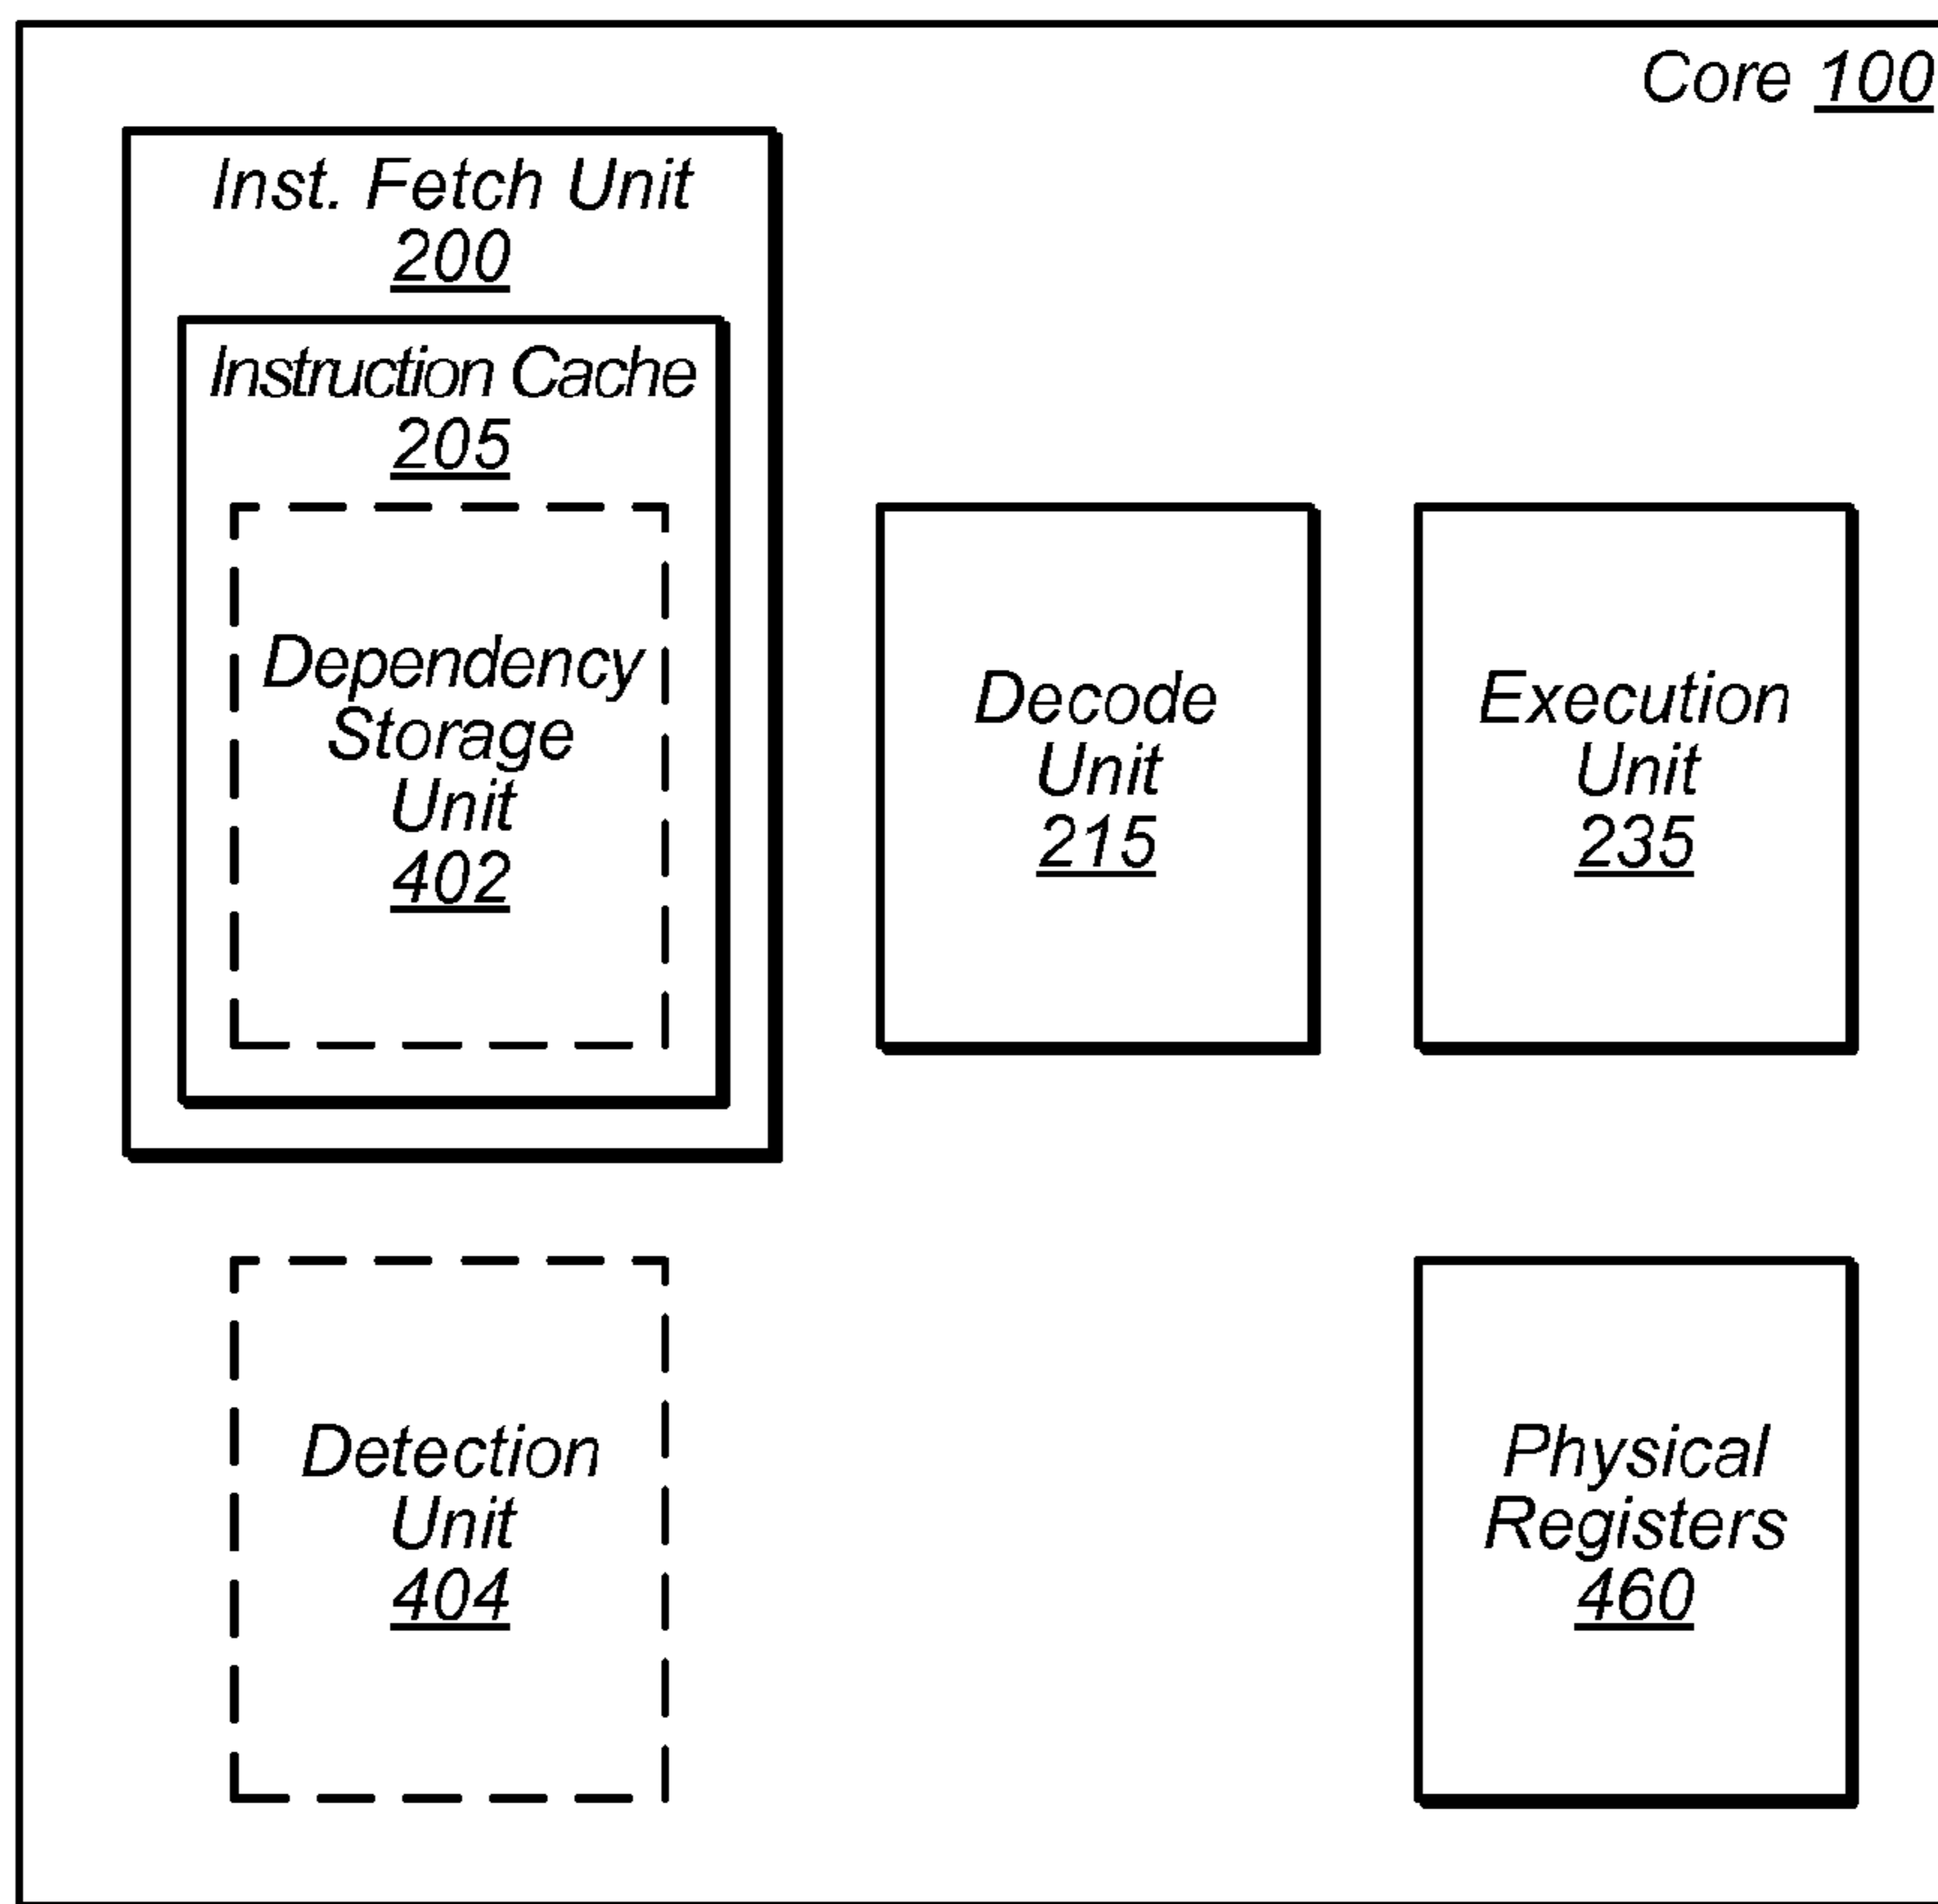 Core 100
Inst. Fetch Unit
200
Instruction Cache
205
Dependency
Storage
Unit
402
Decode
Unit
215
Execution
Unit
235
Detection
Unit
404
Physical
Registers
460